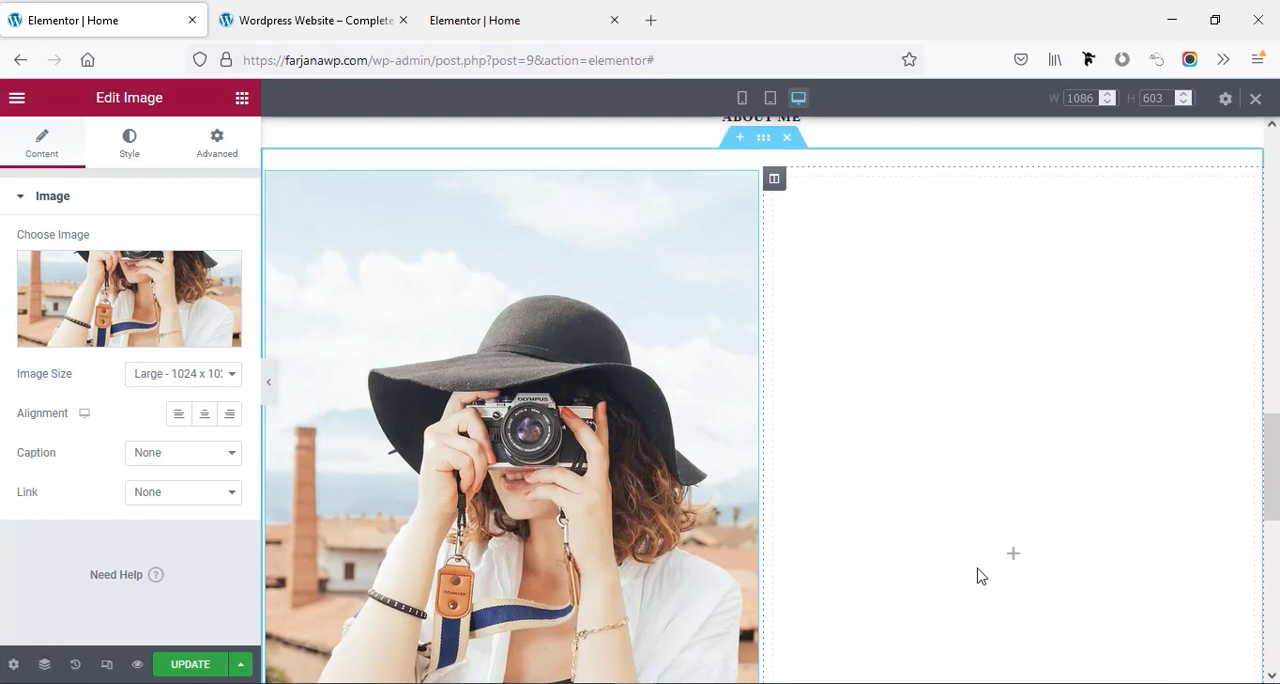 Elementor | Home
Wordpress Website – Complete
Elementor | Home
https://farjanawp.com/wp-admin/post.php?post=9&action=elementor#
Edit Image
W 1086 H 603
ABOUT ME
Content
Style
Advanced
Image
Choose Image
Image Size
Large - 1024 x 102
Alignment
Caption
None
Link
None
OLYMPUS
Need Help
UPDATE